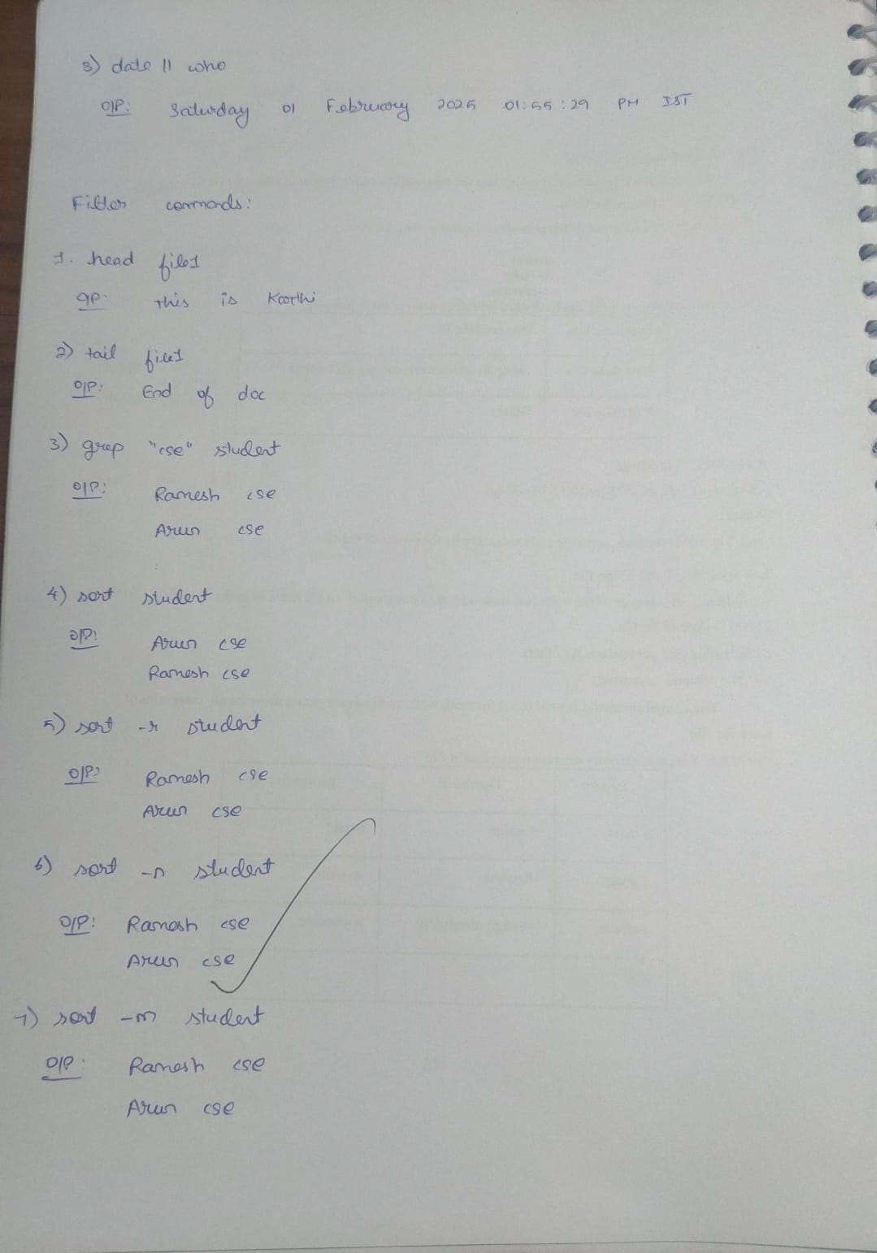 3) date || who
O/P: Saturday 01 February 2025 01:55:29 PM IST
Filter commands:
1. head file1
O/P: This is Karthi
2) tail file1
O/P: End of doc
3) grep "cse" student
O/P: Ramesh cse
Arun cse
4) sort student
O/P: Arun cse
Ramesh cse
5) sort -r student
O/P: Ramesh cse
Arun cse
6) sort -n student
O/P: Ramesh cse
Arun cse
7) sort -m student
O/P: Ramesh cse
Arun cse